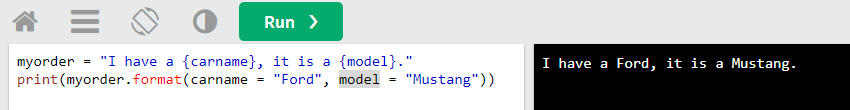 Run ❯
myorder = "I have a {carname}, it is a {model}."
print(myorder.format(carname = "Ford", model = "Mustang"))
I have a Ford, it is a Mustang.